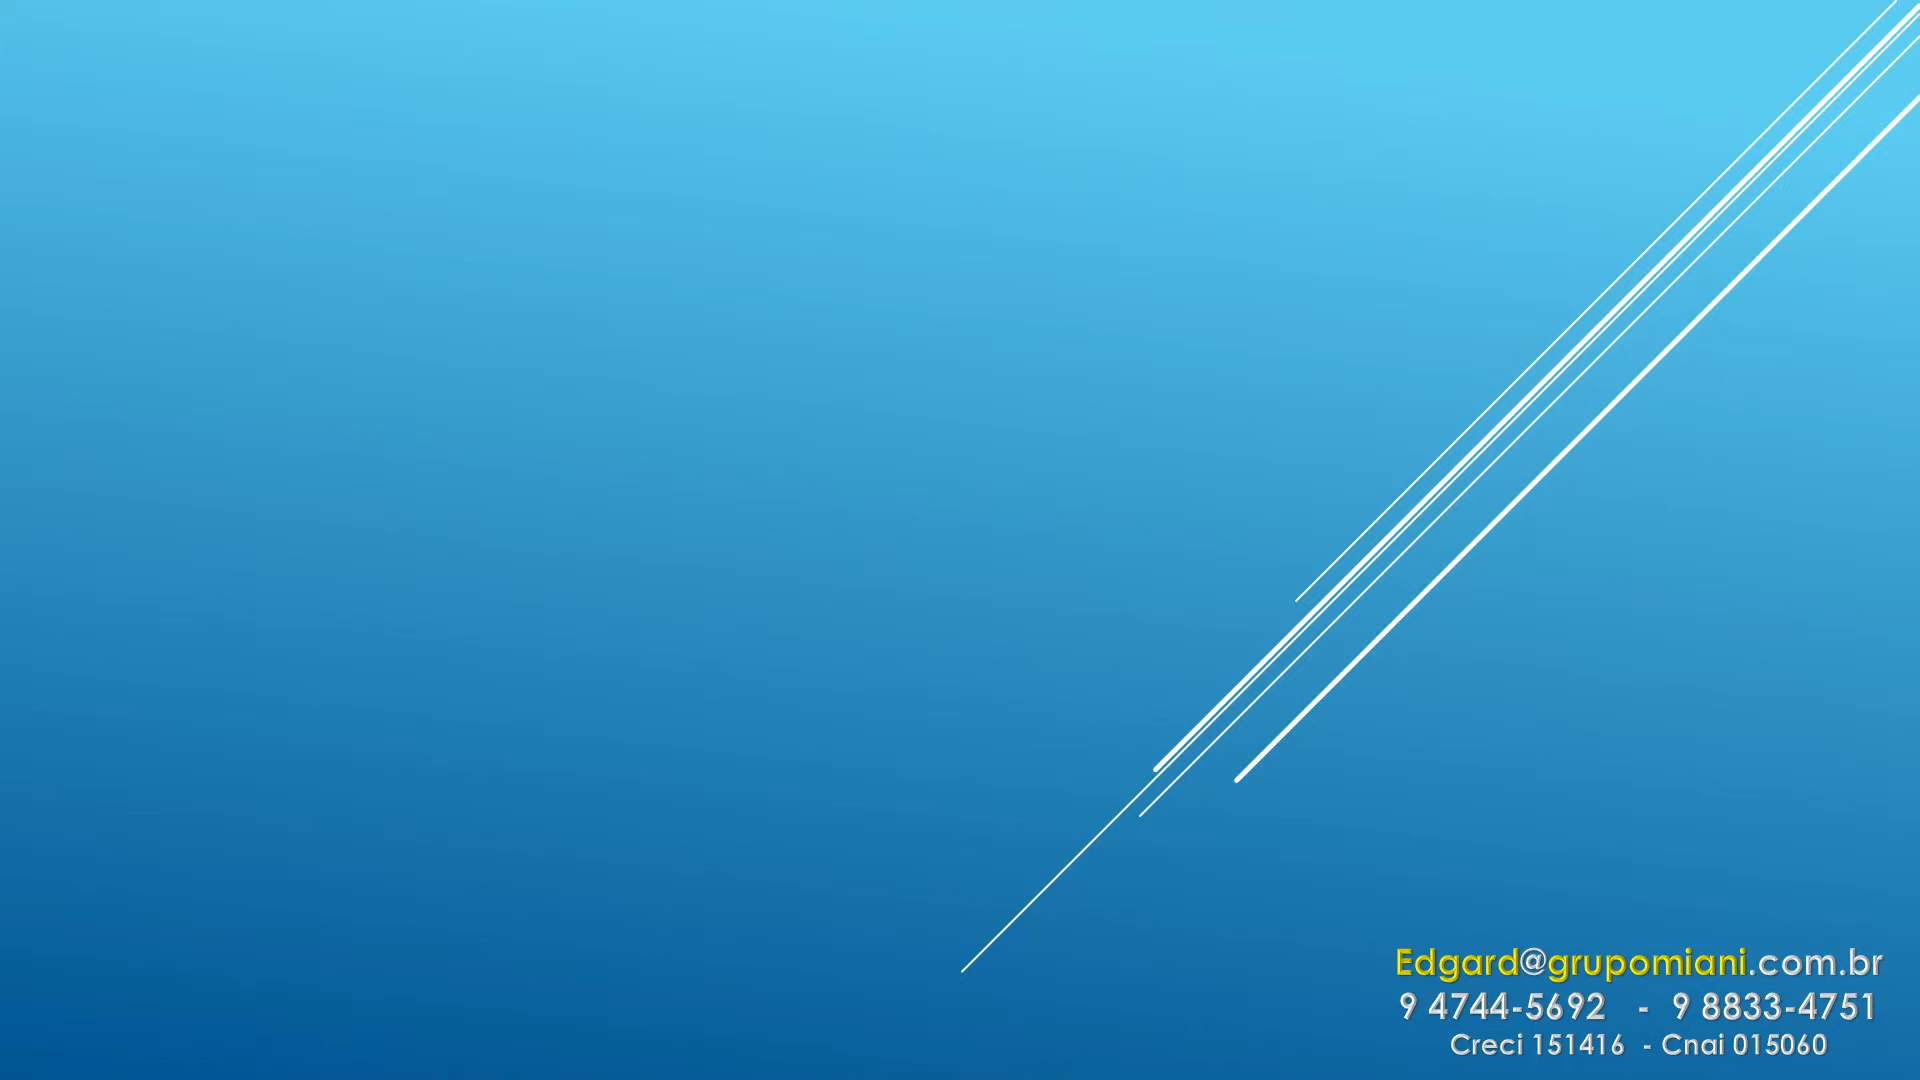 Edgard@grupomiani.com.br
9 4744-5692 - 9 8833-4751
Creci 151416 - Cnai 015060